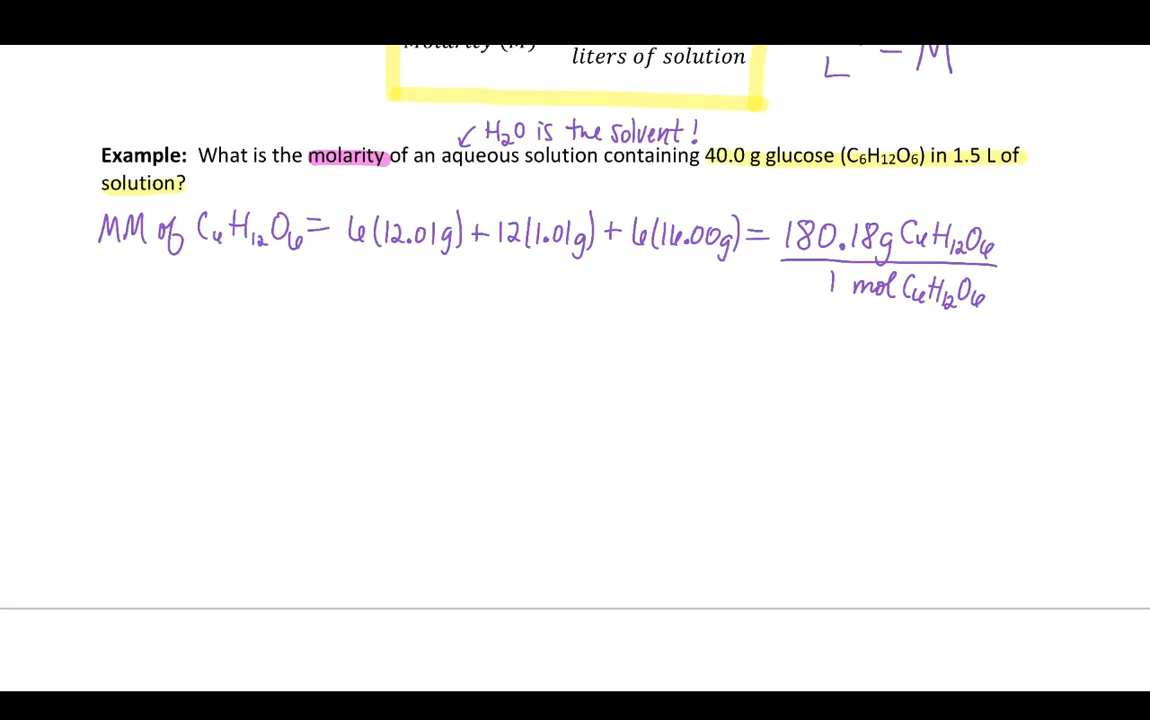 liters of solution
L = M
↙ H₂O is the solvent!
Example: What is the molarity of an aqueous solution containing 40.0 g glucose (C₆H₁₂O₆) in 1.5 L of
solution?
MM of C₆H₁₂O₆ = 6(12.01g) + 12(1.01g) + 6(16.00g) = 180.18g C₆H₁₂O₆
1 mol C₆H₁₂O₆